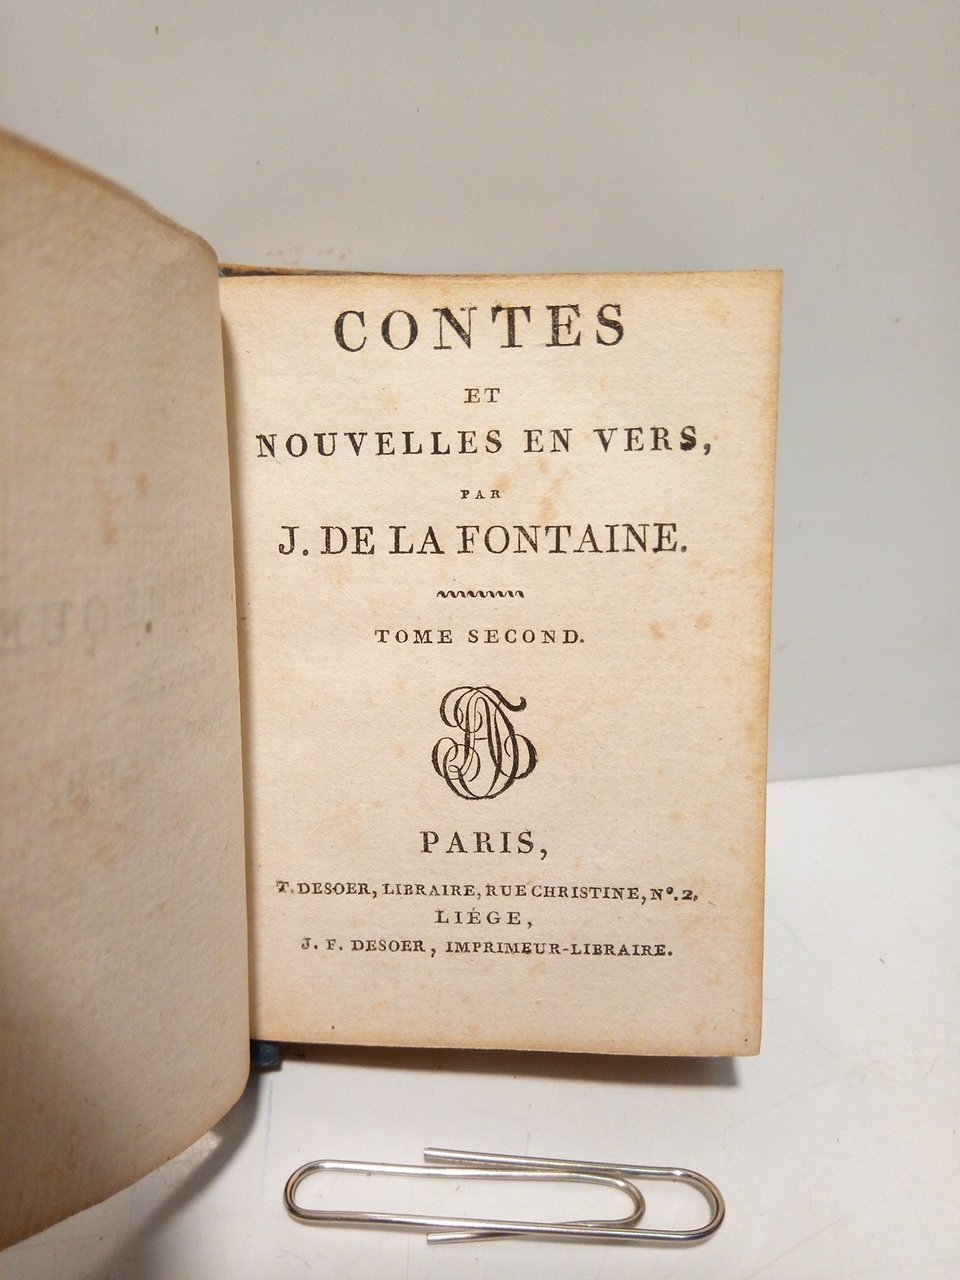 CONTES
ET
NOUVELLES EN VERS,
PAR
J. DE LA FONTAINE.
TOME SECOND.
PARIS,
T. DESOER, LIBRAIRE, RUE CHRISTINE, Nº. 2,
LIÉGE,
J. F. DESOER, IMPRIMEUR-LIBRAIRE.